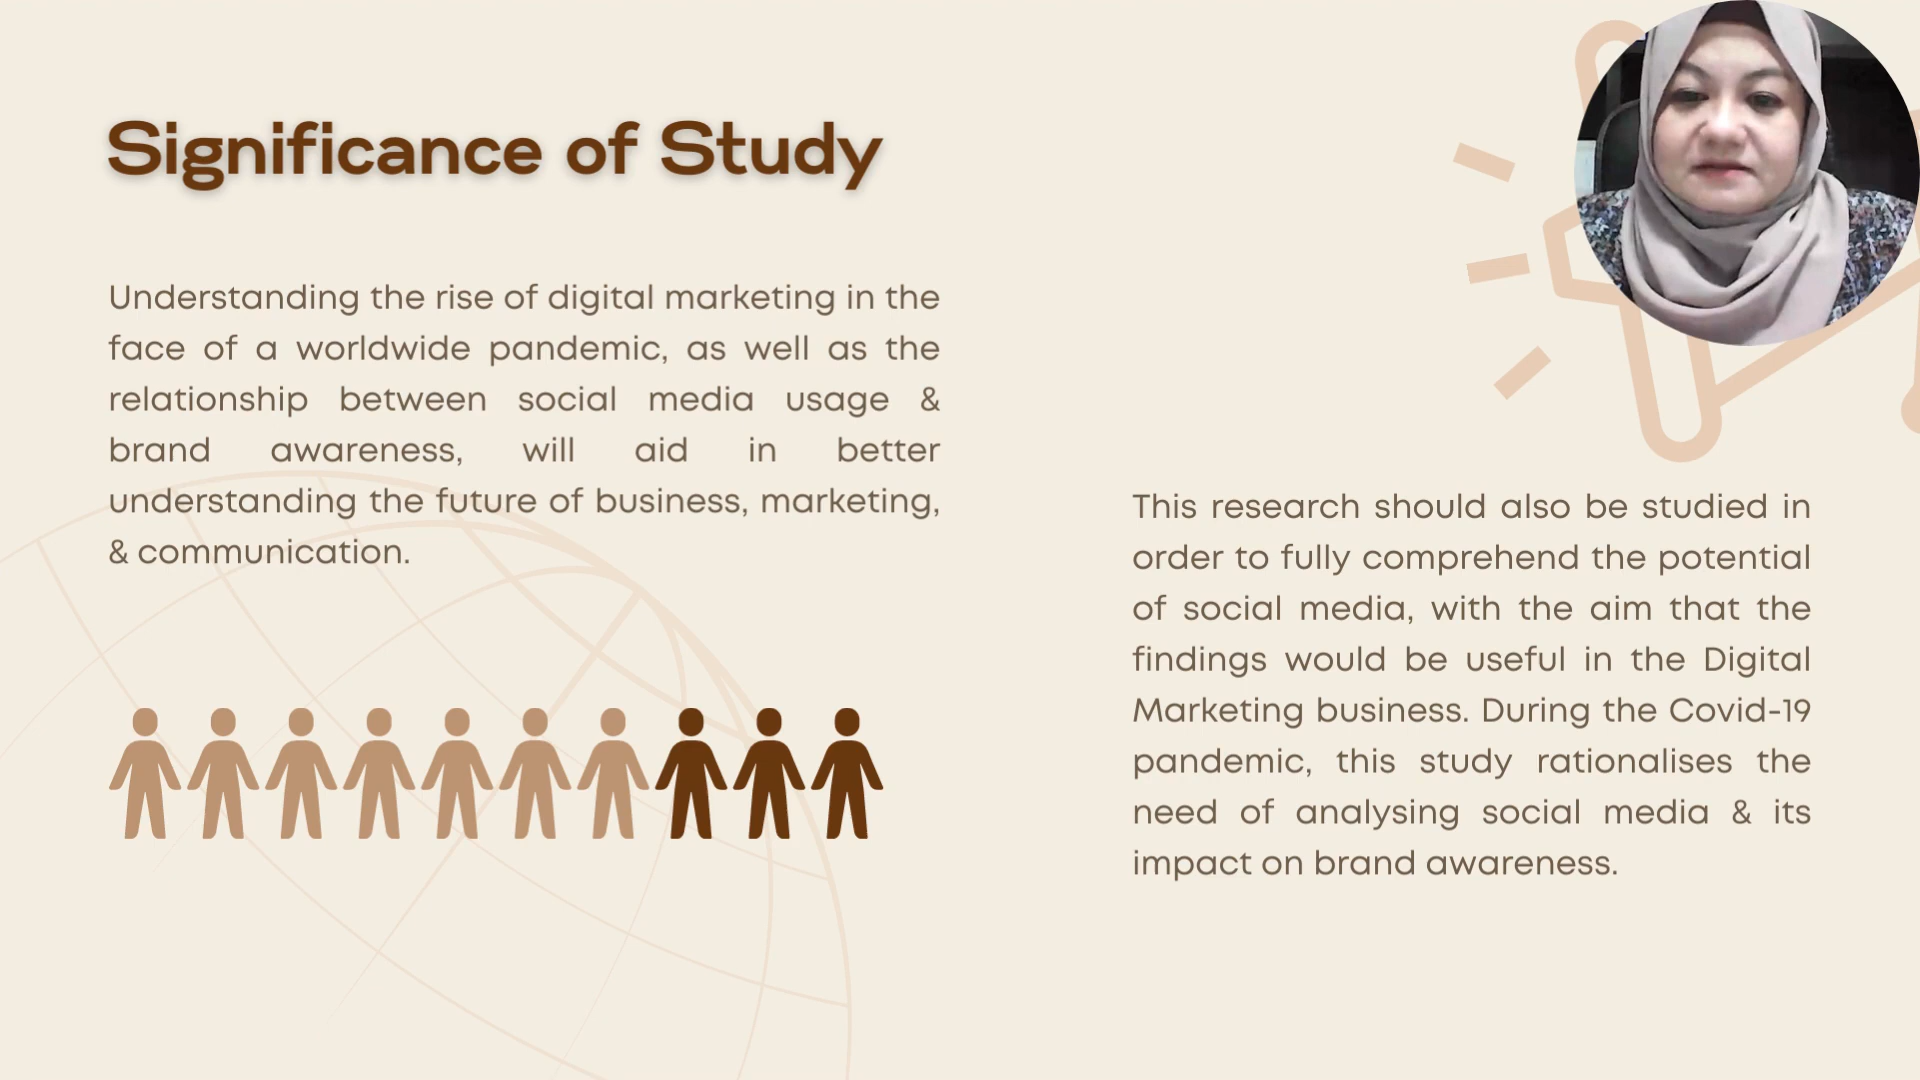 Significance of Study
Understanding the rise of digital marketing in the
face of a worldwide pandemic, as well as the
relationship between social media usage &
brand awareness, will aid in better
understanding the future of business, marketing,
& communication.
This research should also be studied in
order to fully comprehend the potential
of social media, with the aim that the
findings would be useful in the Digital
Marketing business. During the Covid-19
pandemic, this study rationalises the
need of analysing social media & its
impact on brand awareness.